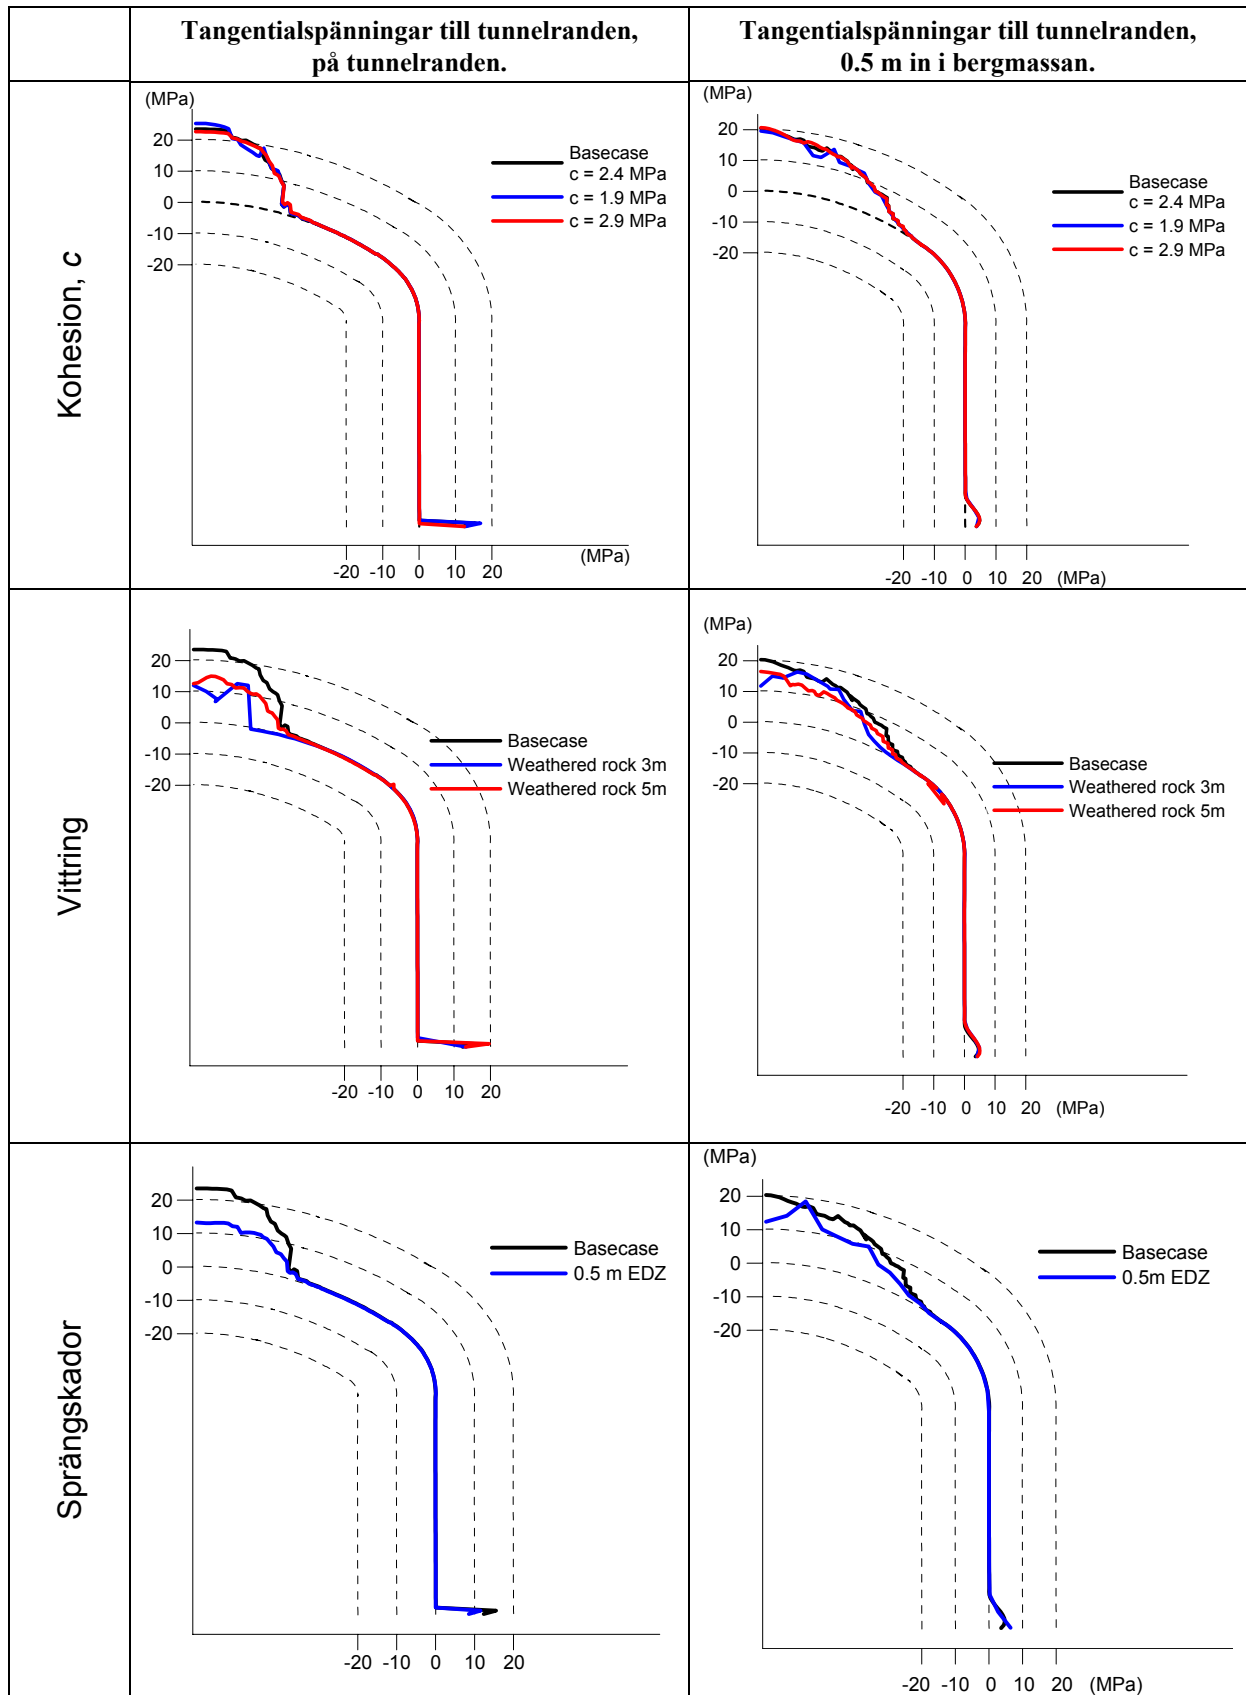 Tangentialspänningar till tunnelranden,
på tunnelranden.
Tangentialspänningar till tunnelranden,
0.5 m in i bergmassan.
Kohesion, c
(MPa)
20
10
0
-10
-20
Basecase
c = 2.4 MPa
c = 1.9 MPa
c = 2.9 MPa
(MPa)
-20 -10 0 10 20
(MPa)
20
10
0
-10
-20
Basecase
c = 2.4 MPa
c = 1.9 MPa
c = 2.9 MPa
-20 -10 0 10 20 (MPa)
Vittring
20
10
0
-10
-20
Basecase
Weathered rock 3m
Weathered rock 5m
-20 -10 0 10 20
(MPa)
20
10
0
-10
-20
Basecase
Weathered rock 3m
Weathered rock 5m
-20 -10 0 10 20 (MPa)
Sprängskador
20
10
0
-10
-20
Basecase
0.5 m EDZ
-20 -10 0 10 20
(MPa)
20
10
0
-10
-20
Basecase
0.5m EDZ
-20 -10 0 10 20 (MPa)